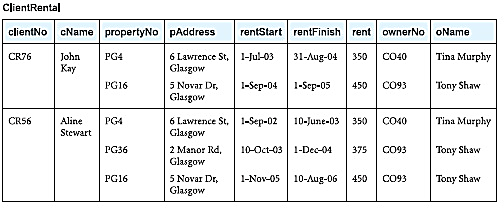 ClientRental
clientNo cName propertyNo pAddress rentStart rentFinish rent ownerNo oName
CR76 John PG4 6 Lawrence St, 1-Jul-03 31-Aug-04 350 CO40 Tina Murphy
Kay Glasgow
PG16 5 Novar Dr, 1-Sep-04 1-Sep-05 450 CO93 Tony Shaw
Glasgow
CR56 Aline PG4 6 Lawrence St, 1-Sep-02 10-June-03 350 CO40 Tina Murphy
Stewart Glasgow
PG36 2 Manor Rd, 10-Oct-03 1-Dec-04 375 CO93 Tony Shaw
Glasgow
PG16 5 Novar Dr, 1-Nov-05 10-Aug-06 450 CO93 Tony Shaw
Glasgow